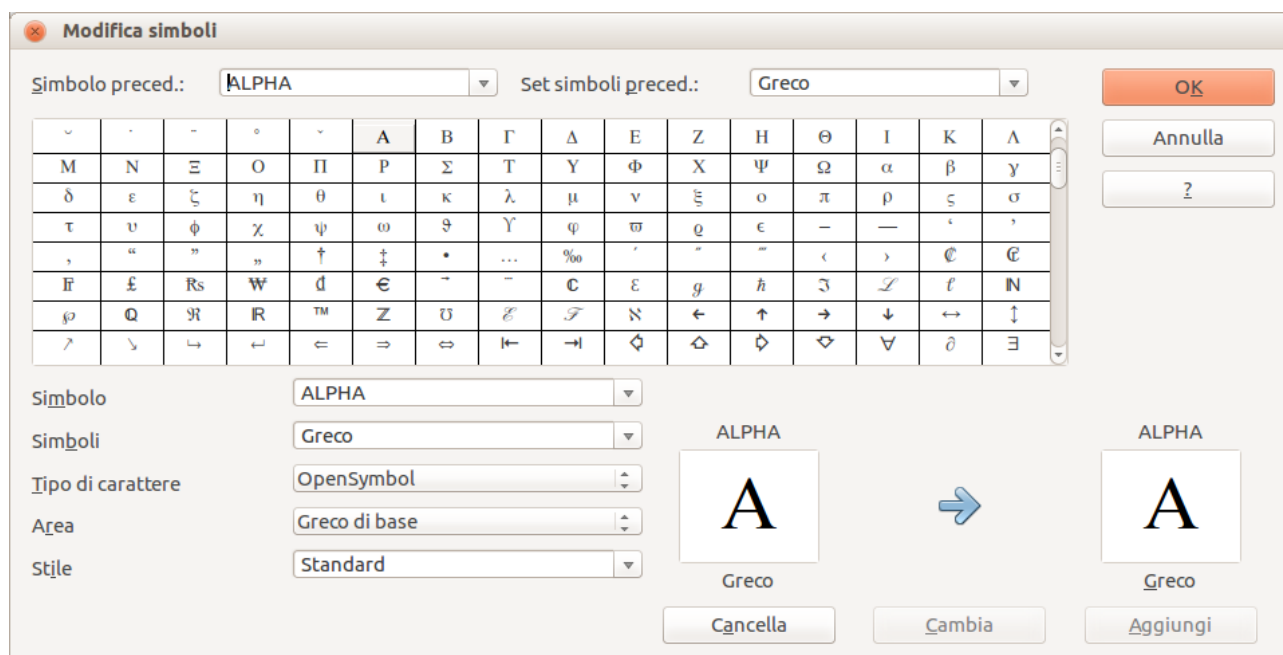 Modifica simboli
Simbolo preced.: ALPHA Set simboli preced.: Greco OK
˘ ˙ ¯ ° ˇ Α Β Γ Δ Ε Ζ Η Θ Ι Κ Λ
Annulla
Μ Ν Ξ Ο Π Ρ Σ Τ Υ Φ Χ Ψ Ω α β γ
?
δ ε ζ η θ ι κ λ μ ν ξ ο π ρ ς σ
τ υ ϕ χ ψ ω ϑ ϒ φ ϖ ϱ ϵ – — ‘ ’
‚ “ ” „ † ‡ • … ‰ ′ ″ ‴ ‹ › ₡ ₢
₣ ₤ ₨ ₩ đ € ℂ ℇ ℊ ℏ ℑ ℒ ℓ ℕ
℘ ℚ ℜ ℝ ™ ℤ ℧ ℰ ℱ ℵ ← ↑ → ↓ ↔ ↕
↗ ↘ ↪ ↵ ⇐ ⇒ ⇔ ⇤ ⇥ ⇦ ⇧ ⇨ ⇩ ∀ ∂ ∃
Simbolo ALPHA
Simboli Greco
Tipo di carattere OpenSymbol
Area Greco di base
Stile Standard
ALPHA ALPHA
Α Α
Greco Greco
Cancella Cambia Aggiungi